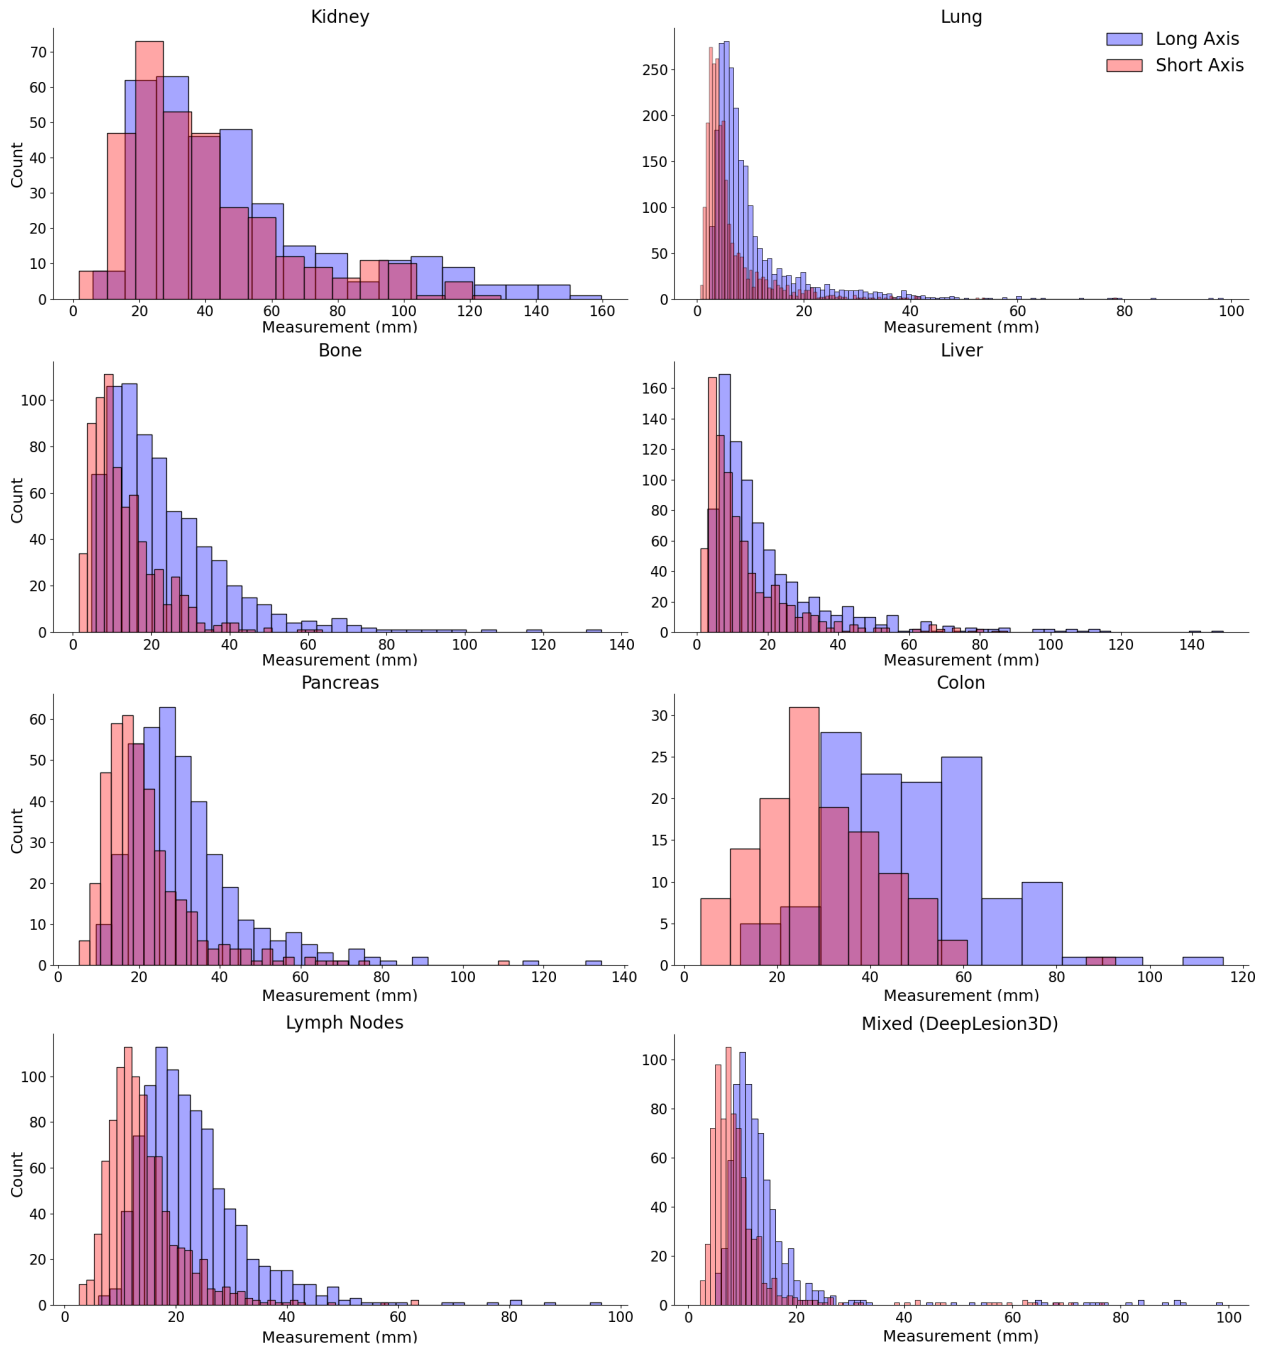 Kidney
Count
70
60
50
40
30
20
10
0
0 20 40 60 80 100 120 140 160
Measurement (mm)
Lung
Long Axis
Short Axis
250
200
150
100
50
0
0 20 40 60 80 100
Measurement (mm)
Bone
Count
100
80
60
40
20
0
0 20 40 60 80 100 120 140
Measurement (mm)
Liver
160
140
120
100
80
60
40
20
0
0 20 40 60 80 100 120 140
Measurement (mm)
Pancreas
Count
60
50
40
30
20
10
0
0 20 40 60 80 100 120 140
Measurement (mm)
Colon
30
25
20
15
10
5
0
0 20 40 60 80 100 120
Measurement (mm)
Lymph Nodes
Count
100
80
60
40
20
0
0 20 40 60 80 100
Measurement (mm)
Mixed (DeepLesion3D)
100
80
60
40
20
0
0 20 40 60 80 100
Measurement (mm)